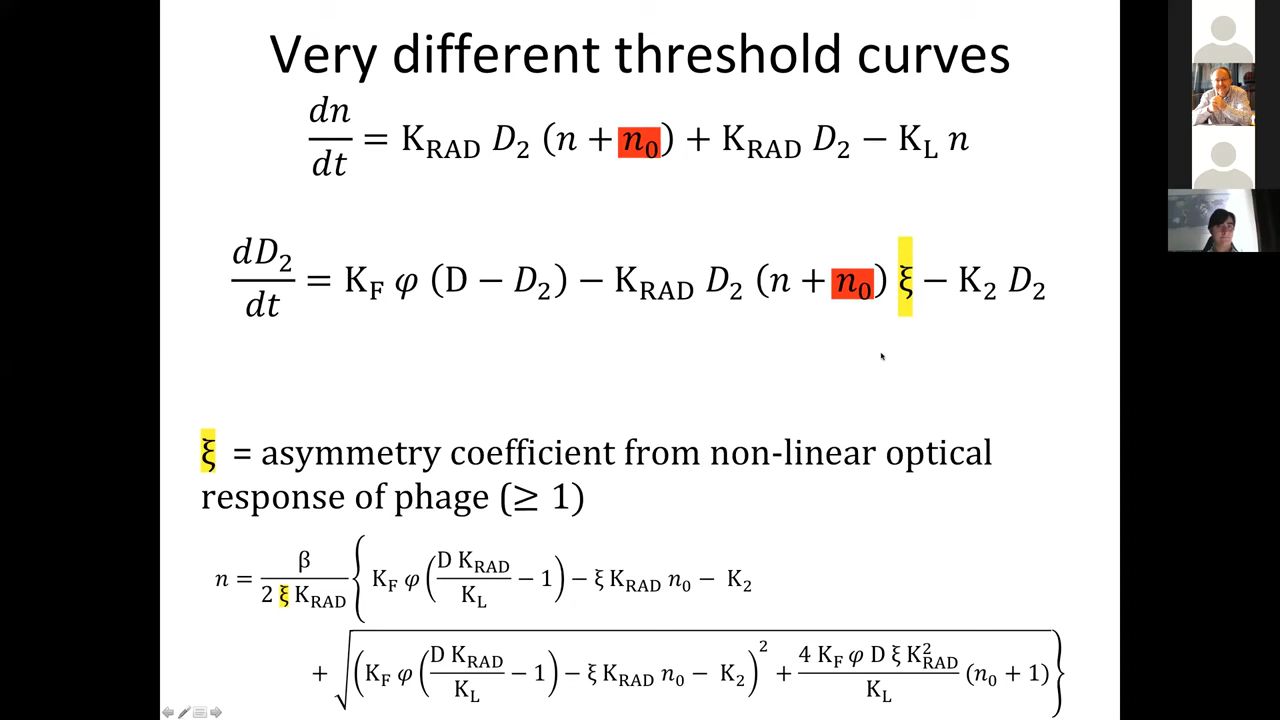 Very different threshold curves
dn/dt = K_RAD D_2 (n + n_0) + K_RAD D_2 − K_L n
dD_2/dt = K_F φ (D − D_2) − K_RAD D_2 (n + n_0) ξ − K_2 D_2
ξ = asymmetry coefficient from non-linear optical
response of phage (≥ 1)
n = β/(2 ξ K_RAD) { K_F φ (D K_RAD/K_L − 1) − ξ K_RAD n_0 − K_2
+ √((K_F φ (D K_RAD/K_L − 1) − ξ K_RAD n_0 − K_2)^2 + 4 K_F φ D ξ K_RAD^2/K_L (n_0 + 1)) }